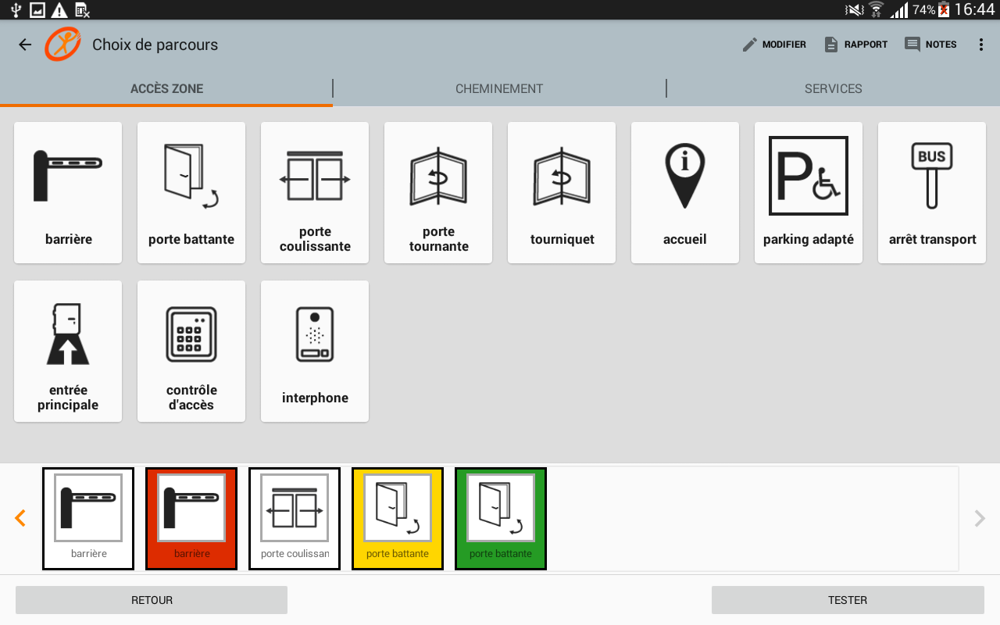 74% 16:44
Choix de parcours
MODIFIER RAPPORT NOTES
ACCÈS ZONE CHEMINEMENT SERVICES
BUS
P
barrière
porte battante
porte
coulissante
porte
tournante
tourniquet
accueil
parking adapté
arrêt transport
entrée
principale
contrôle
d'accès
interphone
barrière
barrière
porte coulissan
porte battante
porte battante
RETOUR
TESTER